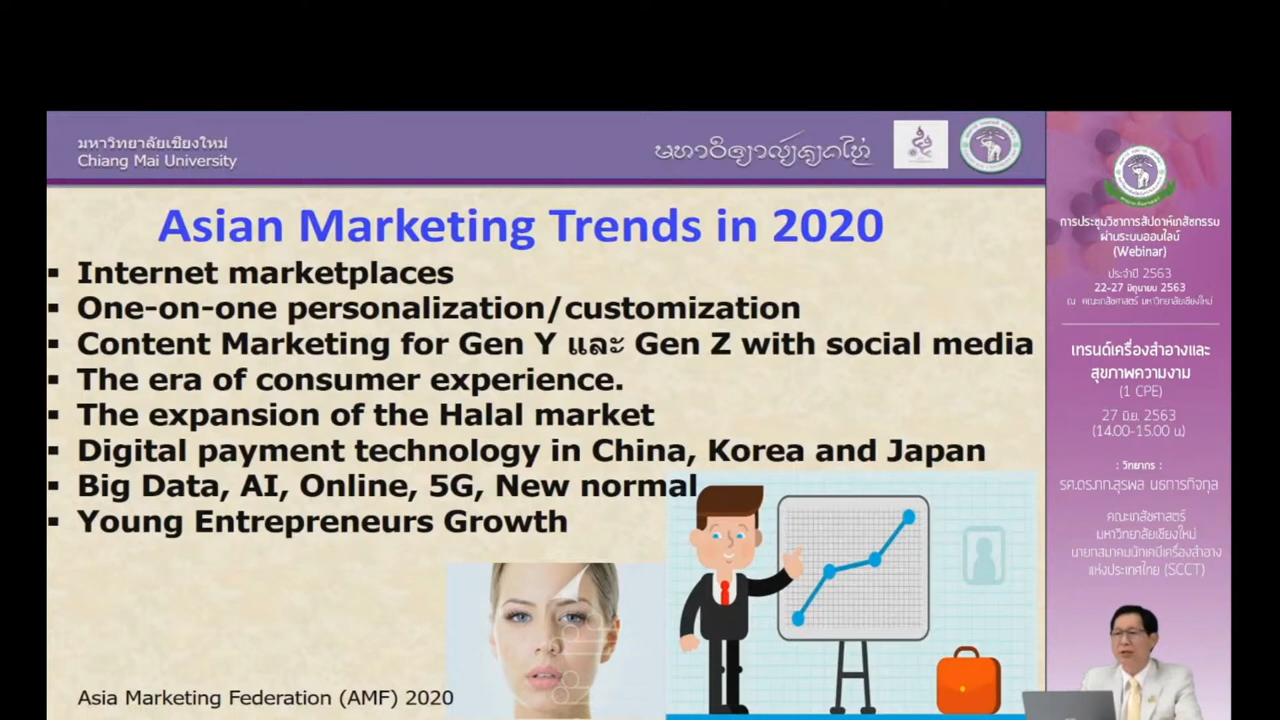 มหาวิทยาลัยเชียงใหม่
Chiang Mai University
Asian Marketing Trends in 2020
▪ Internet marketplaces
▪ One-on-one personalization/customization
▪ Content Marketing for Gen Y และ Gen Z with social media
▪ The era of consumer experience.
▪ The expansion of the Halal market
▪ Digital payment technology in China, Korea and Japan
▪ Big Data, AI, Online, 5G, New normal
▪ Young Entrepreneurs Growth
Asia Marketing Federation (AMF) 2020
การประชุมวิชาการสัปดาห์เภสัชกรรม
ผ่านระบบออนไลน์
(Webinar)
ประจำปี 2563
22-27 มิถุนายน 2563
ณ คณะเภสัชศาสตร์ มหาวิทยาลัยเชียงใหม่
เทรนด์เครื่องสำอางและ
สุขภาพความงาม
(1 CPE)
27 มิ.ย. 2563
(14.00-15.00 น)
: วิทยากร :
รศ.ดร.ภก.สุรพล นธการกิจกุล
คณะเภสัชศาสตร์
มหาวิทยาลัยเชียงใหม่
นายกสมาคมนักเคมีเครื่องสำอาง
แห่งประเทศไทย (SCCT)